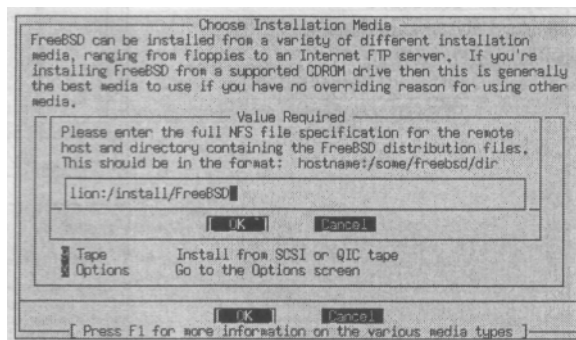 Choose Installation Media
FreeBSD can be installed from a variety of different installation
media, ranging from floppies to an Internet FTP server. If you're
installing FreeBSD from a supported CDROM drive then this is generally
the best media to use if you have no overriding reason for using other
media.
Value Required
Please enter the full NFS file specification for the remote
host and directory containing the FreeBSD distribution files.
This should be in the format: hostname:/some/freebsd/dir
lion:/install/FreeBSD
[ OK ] Cancel
Tape Install from SCSI or QIC tape
Options Go to the Options screen
[ OK ] Cancel
[ Press F1 for more information on the various media types ]